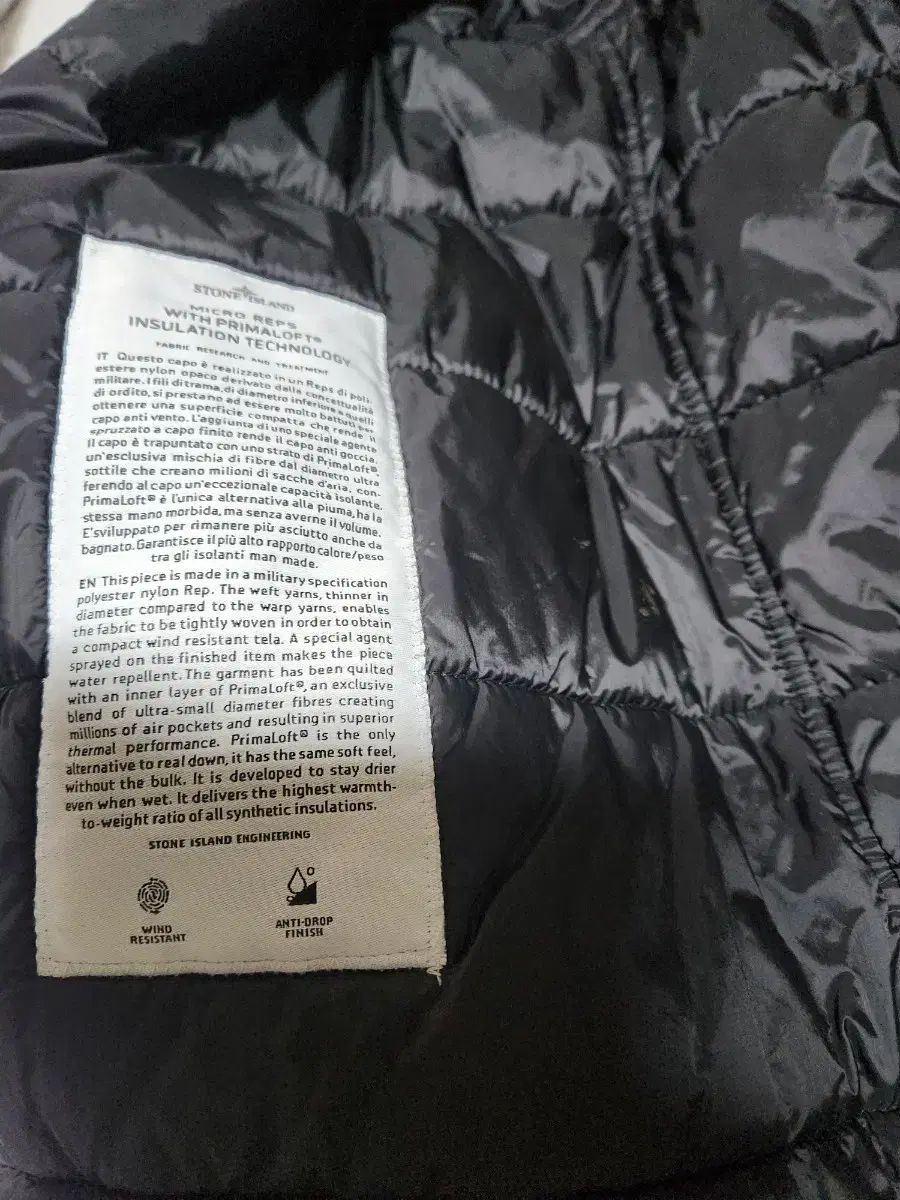 STONE ISLAND
MICRO REPS
WITH PRIMALOFT®
INSULATION TECHNOLOGY
FABRIC RESEARCH AND TREATMENT
IT Questo capo è realizzato in un Reps di poli-
estere nylon opaco derivato dalla concettualità
militare. I fili di trama, di diametro inferiore a quelli
di ordito, si prestano ad essere molto battuti per
ottenere una superficie compatta che rende il
capo anti vento. L'aggiunta di uno speciale agente
spruzzato a capo finito rende il capo anti goccia.
Il capo è trapuntato con uno strato di PrimaLoft®,
un'esclusiva mischia di fibre dal diametro ultra
sottile che creano milioni di sacche d'aria, con-
ferendo al capo un'eccezionale capacità isolante.
PrimaLoft® è l'unica alternativa alla piuma, ha la
stessa mano morbida, ma senza averne il volume.
E'sviluppato per rimanere più asciutto anche da
bagnato. Garantisce il più alto rapporto calore/peso
tra gli isolanti man made.
EN This piece is made in a military specification
polyester nylon Rep. The weft yarns, thinner in
diameter compared to the warp yarns, enables
the fabric to be tightly woven in order to obtain
a compact wind resistant tela. A special agent
sprayed on the finished item makes the piece
water repellent. The garment has been quilted
with an inner layer of PrimaLoft®, an exclusive
blend of ultra-small diameter fibres creating
millions of air pockets and resulting in superior
thermal performance. PrimaLoft® is the only
alternative to real down, it has the same soft feel,
without the bulk. It is developed to stay drier
even when wet. It delivers the highest warmth-
to-weight ratio of all synthetic insulations.
STONE ISLAND ENGINEERING
WIND
RESISTANT
ANTI-DROP
FINISH